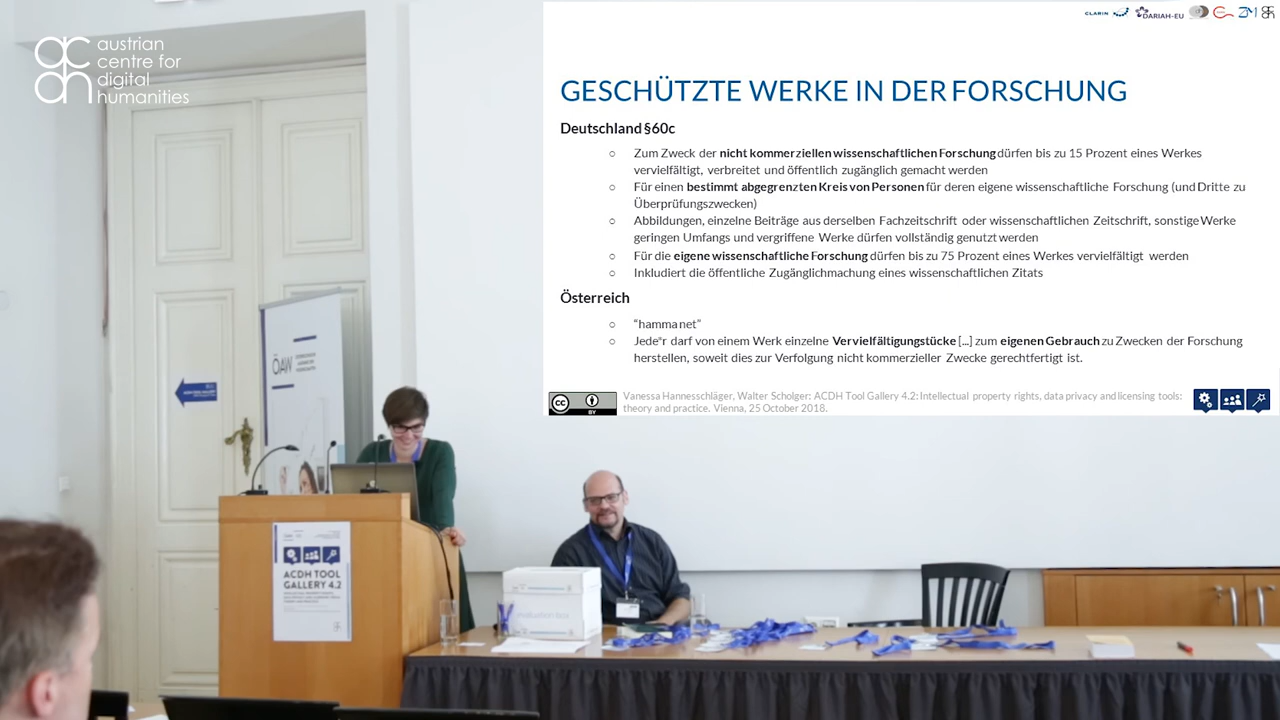 austrian
centre for
digital
humanities
CLARIN
DARIAH-EU
GESCHÜTZTE WERKE IN DER FORSCHUNG
Deutschland §60c
○ Zum Zweck der nicht kommerziellen wissenschaftlichen Forschung dürfen bis zu 15 Prozent eines Werkes
vervielfältigt, verbreitet und öffentlich zugänglich gemacht werden
○ Für einen bestimmt abgegrenzten Kreis von Personen für deren eigene wissenschaftliche Forschung (und Dritte zu
Überprüfungszwecken)
○ Abbildungen, einzelne Beiträge aus derselben Fachzeitschrift oder wissenschaftlichen Zeitschrift, sonstige Werke
geringen Umfangs und vergriffene Werke dürfen vollständig genutzt werden
○ Für die eigene wissenschaftliche Forschung dürfen bis zu 75 Prozent eines Werkes vervielfältigt werden
○ Inkludiert die öffentliche Zugänglichmachung eines wissenschaftlichen Zitats
Österreich
○ “hamma net”
○ Jede*r darf von einem Werk einzelne Vervielfältigungstücke [...] zum eigenen Gebrauch zu Zwecken der Forschung
herstellen, soweit dies zur Verfolgung nicht kommerzieller Zwecke gerechtfertigt ist.
CC BY
Vanessa Hannesschläger, Walter Scholger: ACDH Tool Gallery 4.2: Intellectual property rights, data privacy and licensing tools:
theory and practice. Vienna, 25 October 2018.
ÖAW
ACDH TOOL
GALLERY 4.2